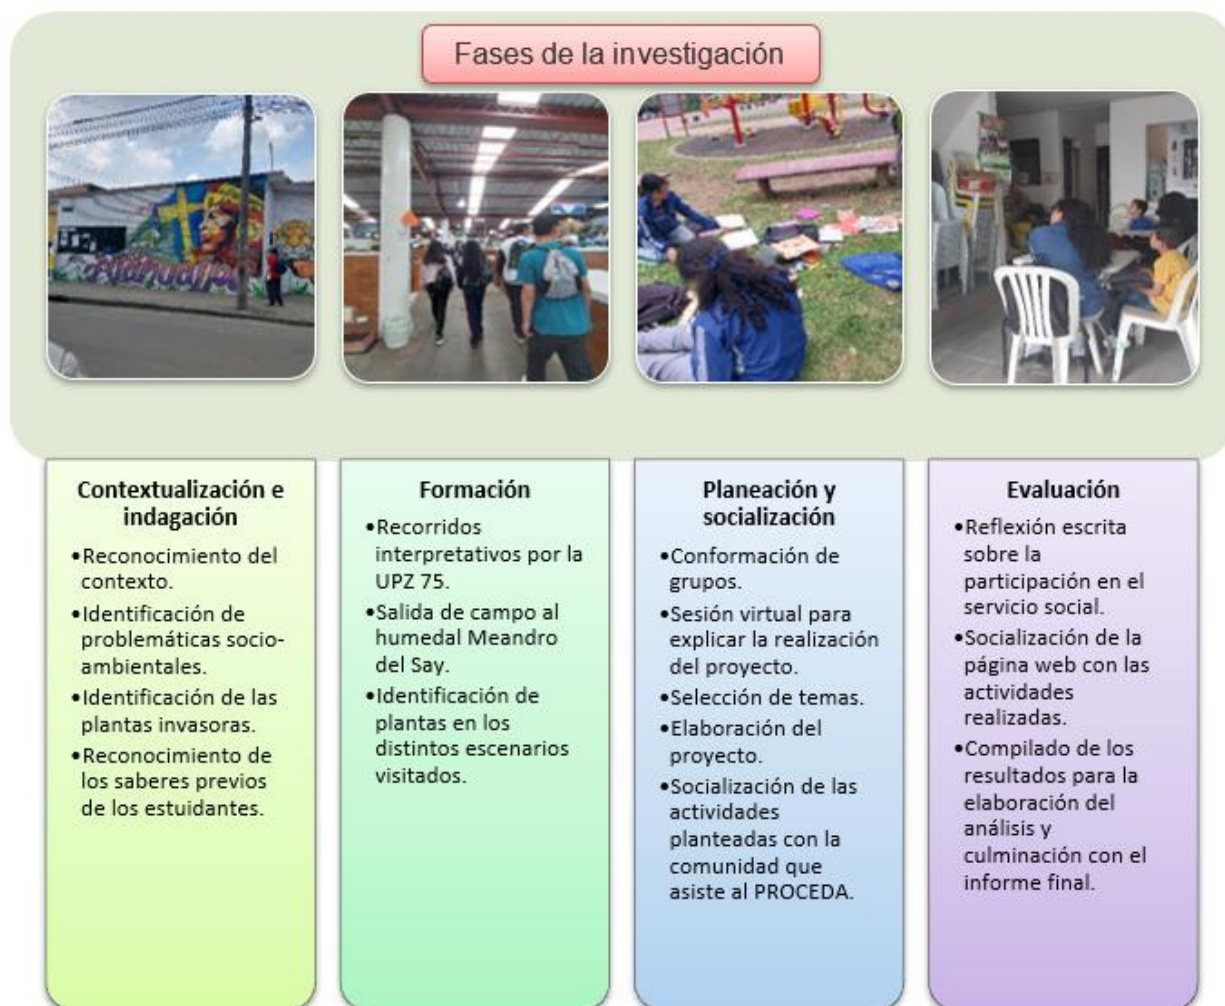 Fases de la investigación
Atahualpa
Contextualización e
indagación
•Reconocimiento del
contexto.
•Identificación de
problemáticas socio-
ambientales.
•Identificación de las
plantas invasoras.
•Reconocimiento de
los saberes previos
de los estuidantes.
Formación
•Recorridos
interpretativos por la
UPZ 75.
•Salida de campo al
humedal Meandro
del Say.
•Identificación de
plantas en los
distintos escenarios
visitados.
Planeación y
socialización
•Conformación de
grupos.
•Sesión virtual para
explicar la realización
del proyecto.
•Selección de temas.
•Elaboración del
proyecto.
•Socialización de las
actividades
planteadas con la
comunidad que
asiste al PROCEDA.
Evaluación
•Reflexión escrita
sobre la
participación en el
servicio social.
•Socialización de la
página web con las
actividades
realizadas.
•Compilado de los
resultados para la
elaboración del
análisis y
culminación con el
informe final.